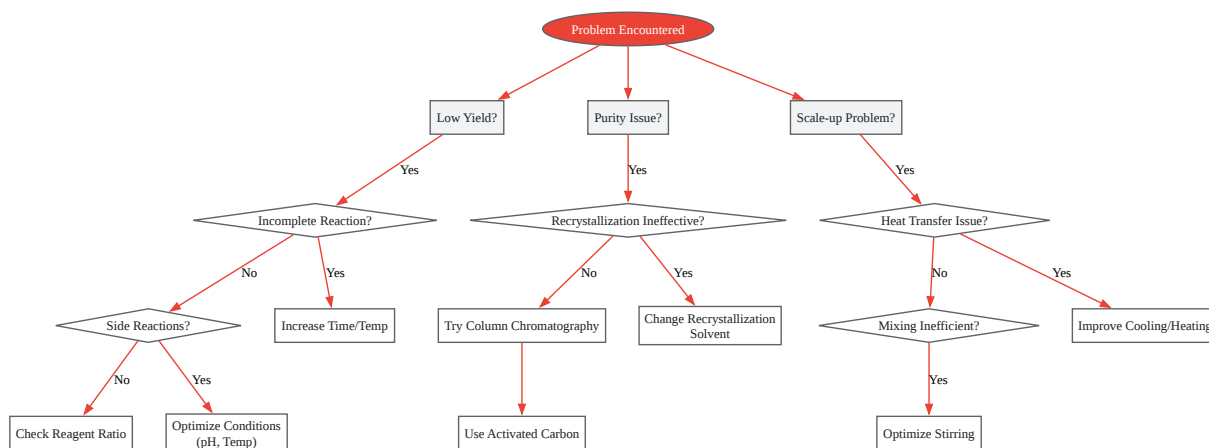 Problem Encountered
Low Yield?
Purity Issue?
Scale-up Problem?
Yes
Yes
Yes
Incomplete Reaction?
Recrystallization Ineffective?
Heat Transfer Issue?
No
Yes
No
Yes
No
Yes
Side Reactions?
Increase Time/Temp
Try Column Chromatography
Change Recrystallization
Solvent
Mixing Inefficient?
Improve Cooling/Heating
No
Yes
Yes
Check Reagent Ratio
Optimize Conditions
(pH, Temp)
Use Activated Carbon
Optimize Stirring